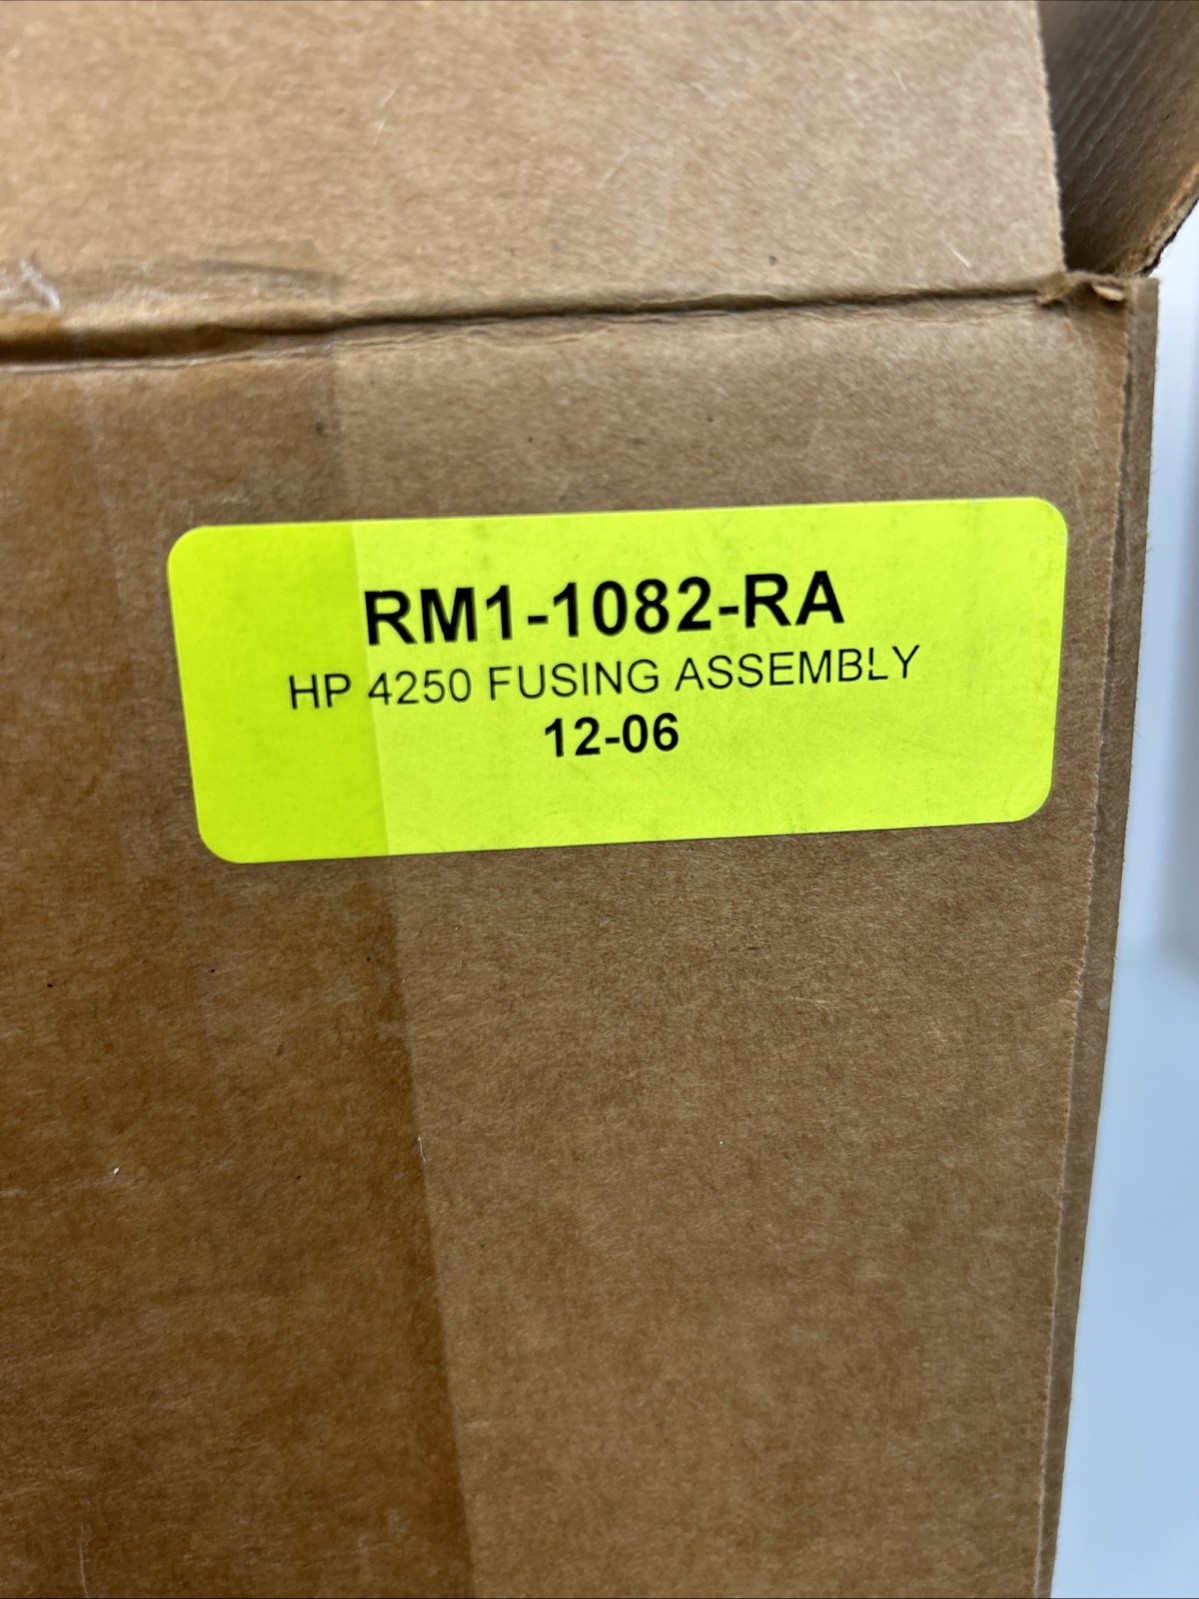 RM1-1082-RA
HP 4250 FUSING ASSEMBLY
12-06